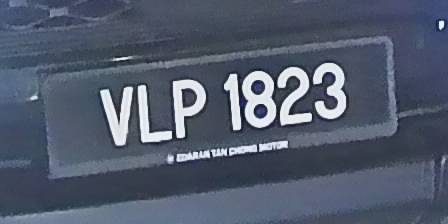 VLP 1823
EDARAN TAN CHONG MOTOR